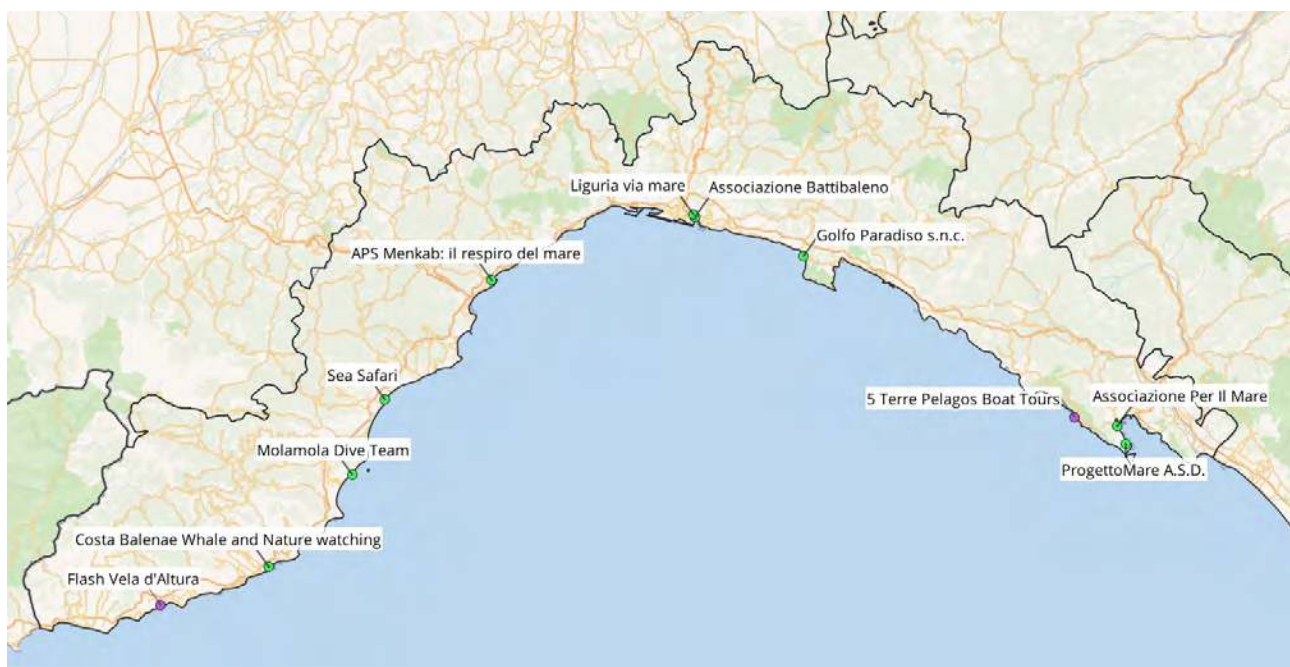 Liguria via mare
Associazione Battibaleno
Golfo Paradiso s.n.c.
APS Menkab: il respiro del mare
Sea Safari
5 Terre Pelagos Boat Tours
Associazione Per Il Mare
Molamola Dive Team
ProgettoMare A.S.D.
Costa Balenae Whale and Nature watching
Flash Vela d'Altura